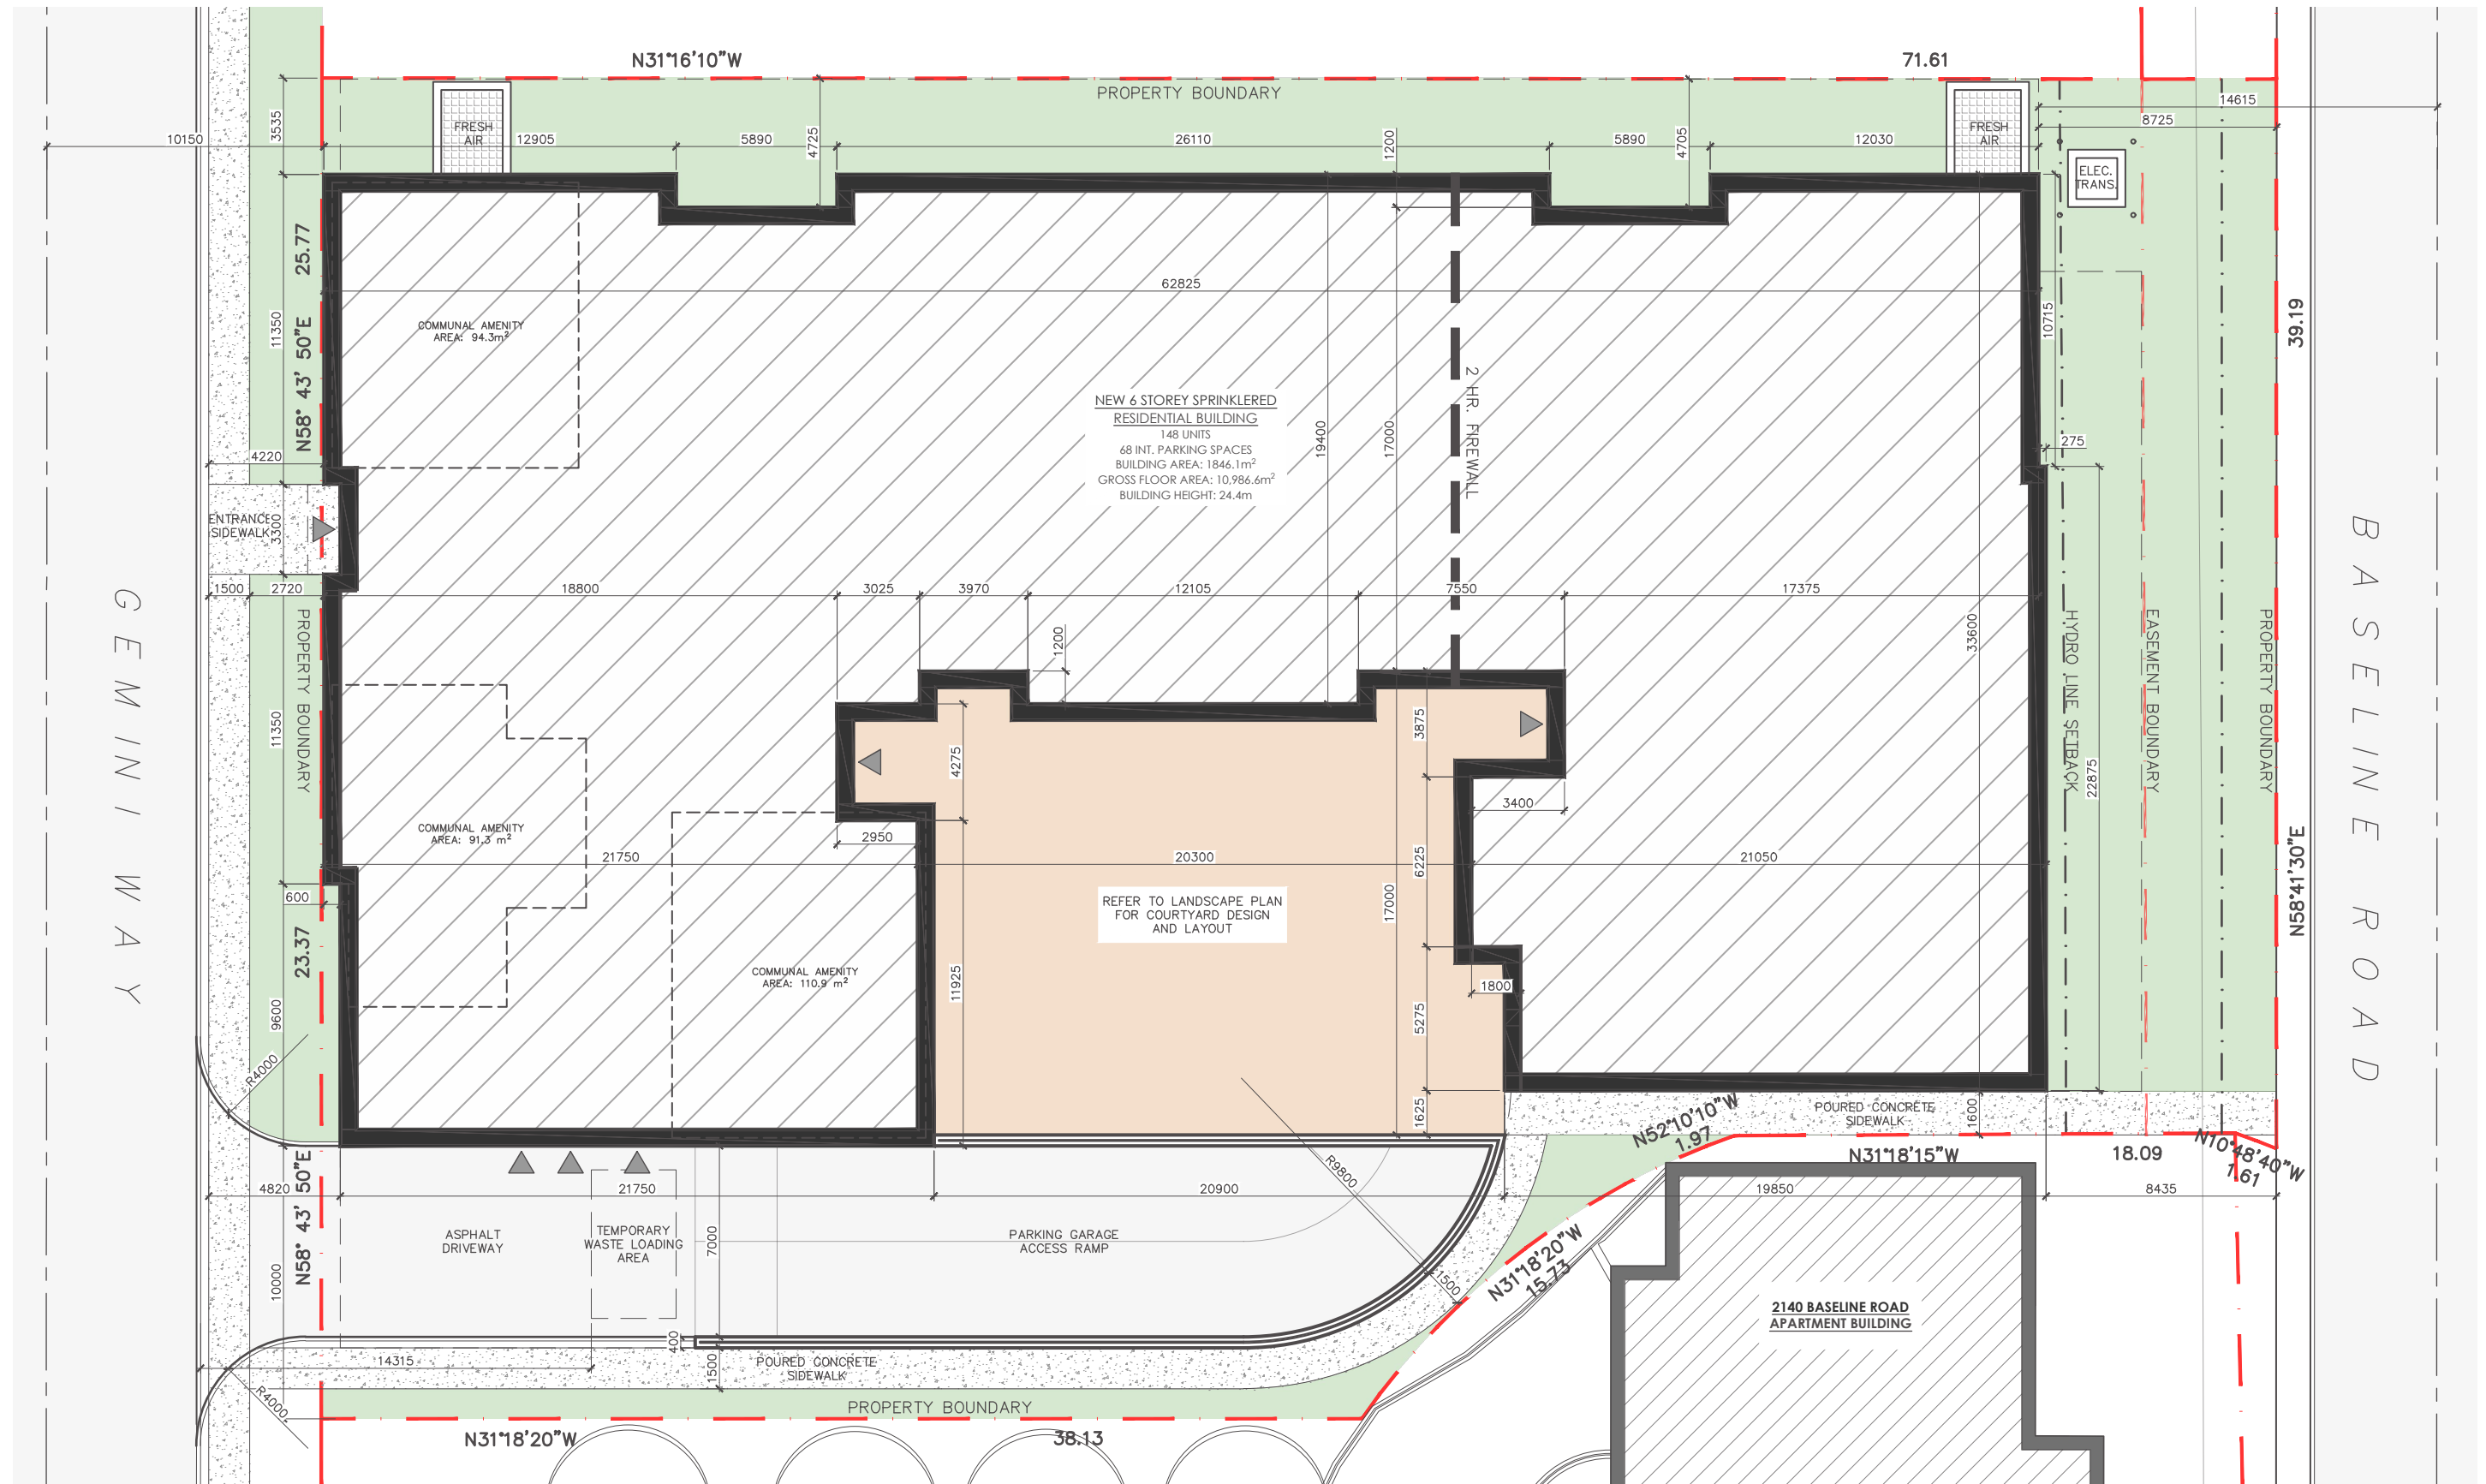 N31°16'10"W
71.61
PROPERTY BOUNDARY
14615
8725
10150
3535
FRESH
AIR
12905
5890
4725
26110
1200
5890
4705
12030
FRESH
AIR
ELEC.
TRANS.
25.77
N58° 43' 50"E
11350
62825
10715
39.19
COMMUNAL AMENITY
AREA: 94.3m²
NEW 6 STOREY SPRINKLERED
RESIDENTIAL BUILDING
148 UNITS
68 INT. PARKING SPACES
BUILDING AREA: 1846.1m²
GROSS FLOOR AREA: 10,986.6m²
BUILDING HEIGHT: 24.4m
19400
17000
2 HR. FIREWALL
275
4220
ENTRANCE
SIDEWALK
3300
1500
2720
18800
3025
3970
12105
7550
17375
1200
33600
GEMINI WAY
PROPERTY BOUNDARY
HYDRO LINE SETBACK
EASEMENT BOUNDARY
PROPERTY BOUNDARY
BASELINE ROAD
11350
4275
3875
22875
3400
COMMUNAL AMENITY
AREA: 91.3 m²
2950
21750
20300
6225
21050
N58°41'30"E
600
17000
REFER TO LANDSCAPE PLAN
FOR COURTYARD DESIGN
AND LAYOUT
23.37
COMMUNAL AMENITY
AREA: 110.9 m²
11925
1800
9600
5275
R4000
1625
N52°10'10"W
1.97
POURED CONCRETE
SIDEWALK
1600
N31°18'15"W
18.09
N10°48'40"W
1.61
N58° 43' 50"E
4820
21750
20900
R9800
19850
8435
ASPHALT
DRIVEWAY
TEMPORARY
WASTE LOADING
AREA
7000
PARKING GARAGE
ACCESS RAMP
10000
1500
N31°18'20"W
15.73
2140 BASELINE ROAD
APARTMENT BUILDING
400
14315
1500
POURED CONCRETE
SIDEWALK
R4000
PROPERTY BOUNDARY
N31°18'20"W
38.13